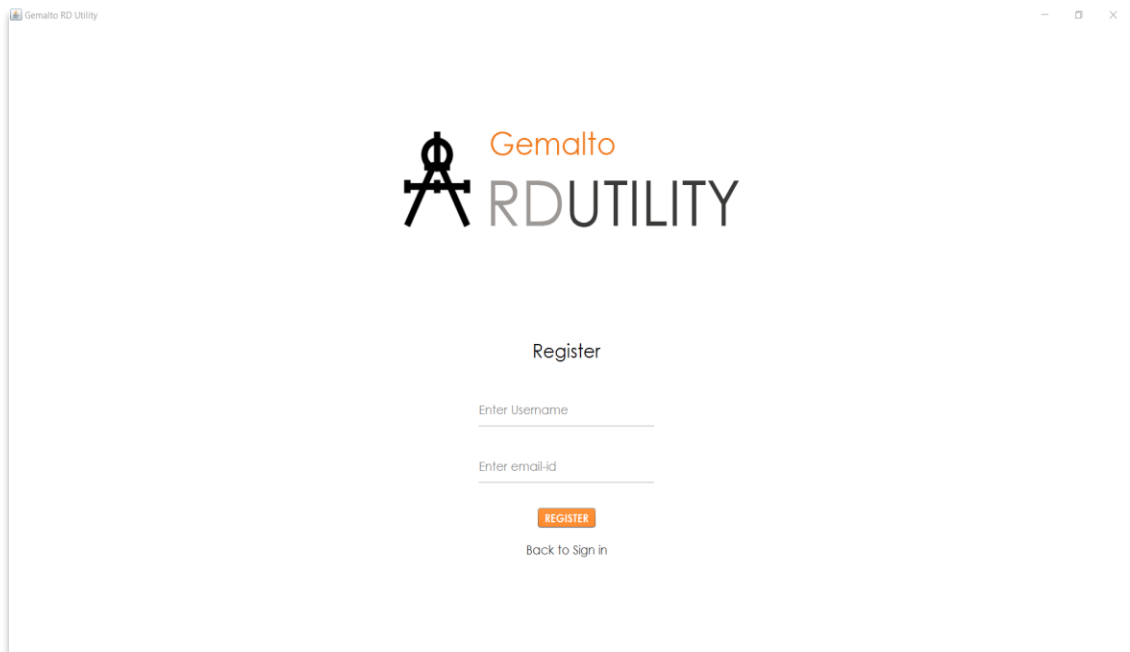 Gemalto RD Utility
Gemalto
RDUTILITY
Register
Enter Username
Enter email-id
REGISTER
Back to Sign in